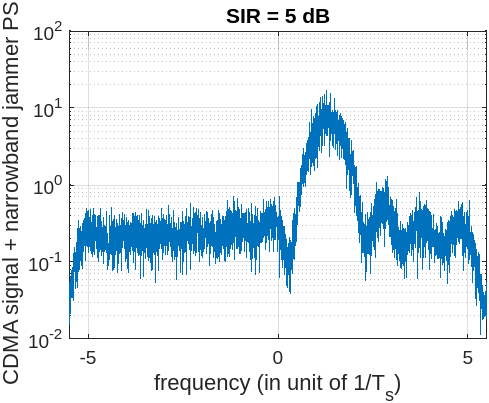 SIR = 5 dB
CDMA signal + narrowband jammer PS
10^2
10^1
10^0
10^-1
10^-2
-5 0 5
frequency (in unit of 1/T_s)